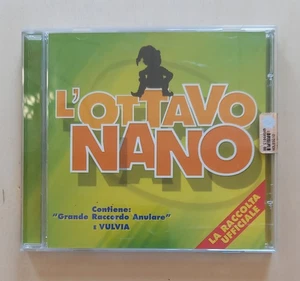 L'OTTAVO
NANO
Contiene:
"Grande Raccordo Anulare"
e VULVIA
LA RACCOLTA
UFFICIALE